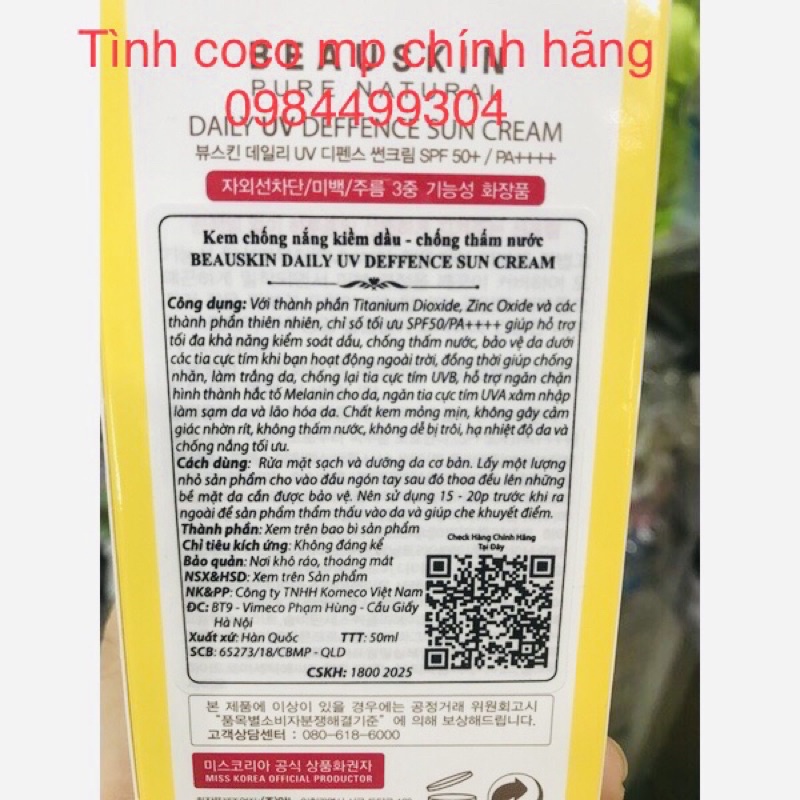 Tình coco mp chính hãng
0984499304
BEAUSKIN
PURE NATURAL
DAILY UV DEFFENCE SUN CREAM
뷰스킨 데일리 UV 디펜스 썬크림 SPF 50+ / PA++++
자외선차단/미백/주름 3중 기능성 화장품
Kem chống nắng kiềm dầu - chống thấm nước
BEAUSKIN DAILY UV DEFFENCE SUN CREAM
Công dụng: Với thành phần Titanium Dioxide, Zinc Oxide và các
thành phần thiên nhiên, chỉ số tối ưu SPF50/PA++++ giúp hỗ trợ
tối đa khả năng kiểm soát dầu, chống thấm nước, bảo vệ da dưới
các tia cực tím khi bạn hoạt động ngoài trời, đồng thời giúp chống
nhăn, làm trắng da, chống lại tia cực tím UVB, hỗ trợ ngăn chặn
hình thành hắc tố Melanin cho da, ngăn tia cực tím UVA xâm nhập
làm sạm da và lão hóa da. Chất kem mỏng mịn, không gây cảm
giác nhờn rít, không thấm nước, không dễ bị trôi, hạ nhiệt độ da và
chống nắng tối ưu.
Cách dùng: Rửa mặt sạch và dưỡng da cơ bản. Lấy một lượng
nhỏ sản phẩm cho vào đầu ngón tay sau đó thoa đều lên những
bề mặt da cần được bảo vệ. Nên sử dụng 15 - 20p trước khi ra
ngoài để sản phẩm thẩm thấu vào da và giúp che khuyết điểm.
Thành phần: Xem trên bao bì sản phẩm
Chỉ tiêu kích ứng: Không đáng kể
Bảo quản: Nơi khô ráo, thoáng mát
NSX&HSD: Xem trên Sản phẩm
NK&PP: Công ty TNHH Komeco Việt Nam
ĐC: BT9 - Vimeco Phạm Hùng - Cầu Giấy
Hà Nội
Xuất xứ: Hàn Quốc TTT: 50ml
SCB: 65273/18/CBMP - QLD
Check Hàng Chính Hãng
Tại Đây
CSKH: 1800 2025
본 제품에 이상이 있을 경우에는 공정거래 위원회고시
"품목별소비자분쟁해결기준" 에 의해 보상해드립니다.
고객상담센터 : 080-618-6000
미스코리아 공식 상품화권자
MISS KOREA OFFICIAL PRODUCTOR